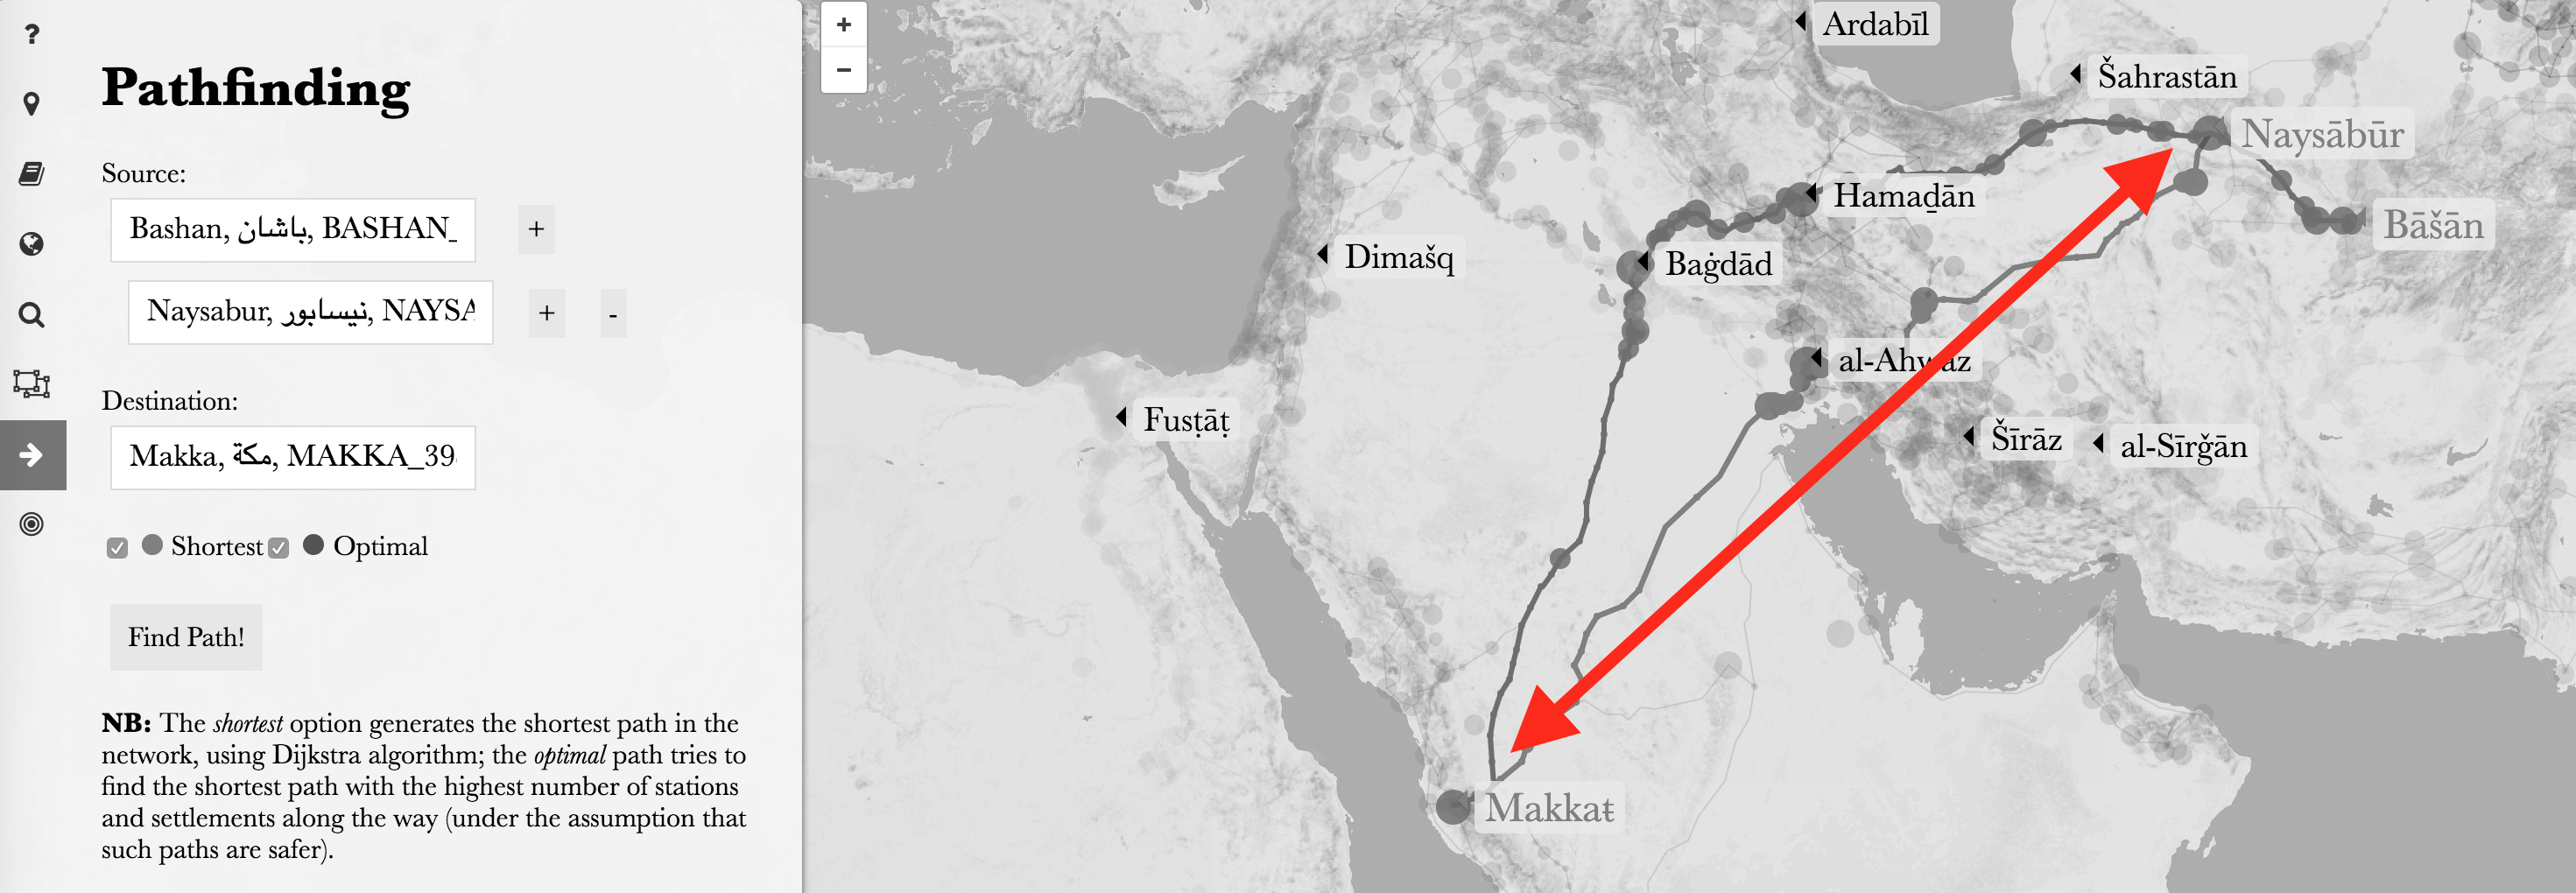 ?
Pathfinding
Source:
Bashan, باشان, BASHAN_
+
Naysabur, نيسابور, NAYSA
+
-
Destination:
Makka, مكة, MAKKA_39
Shortest
Optimal
Find Path!
NB: The shortest option generates the shortest path in the
network, using Dijkstra algorithm; the optimal path tries to
find the shortest path with the highest number of stations
and settlements along the way (under the assumption that
such paths are safer).
+
−
Ardabīl
Šahrastān
Naysābūr
Hamaḏān
Bāšān
Dimašq
Baġdād
al-Ahwāz
Fusṭāṭ
Šīrāz
al-Sīrǧān
Makkaŧ